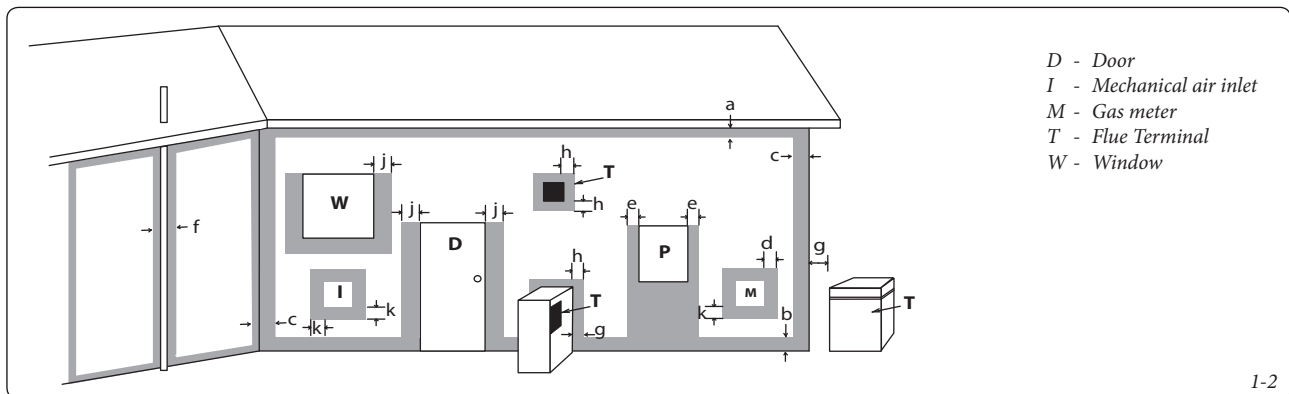 D - Door
I - Mechanical air inlet
M - Gas meter
T - Flue Terminal
W - Window
a
c
h
T
j
W
h
j
j
e
e
f
D
P
d
g
h
I
M
k
T
k
b
T
c
k
g
1-2